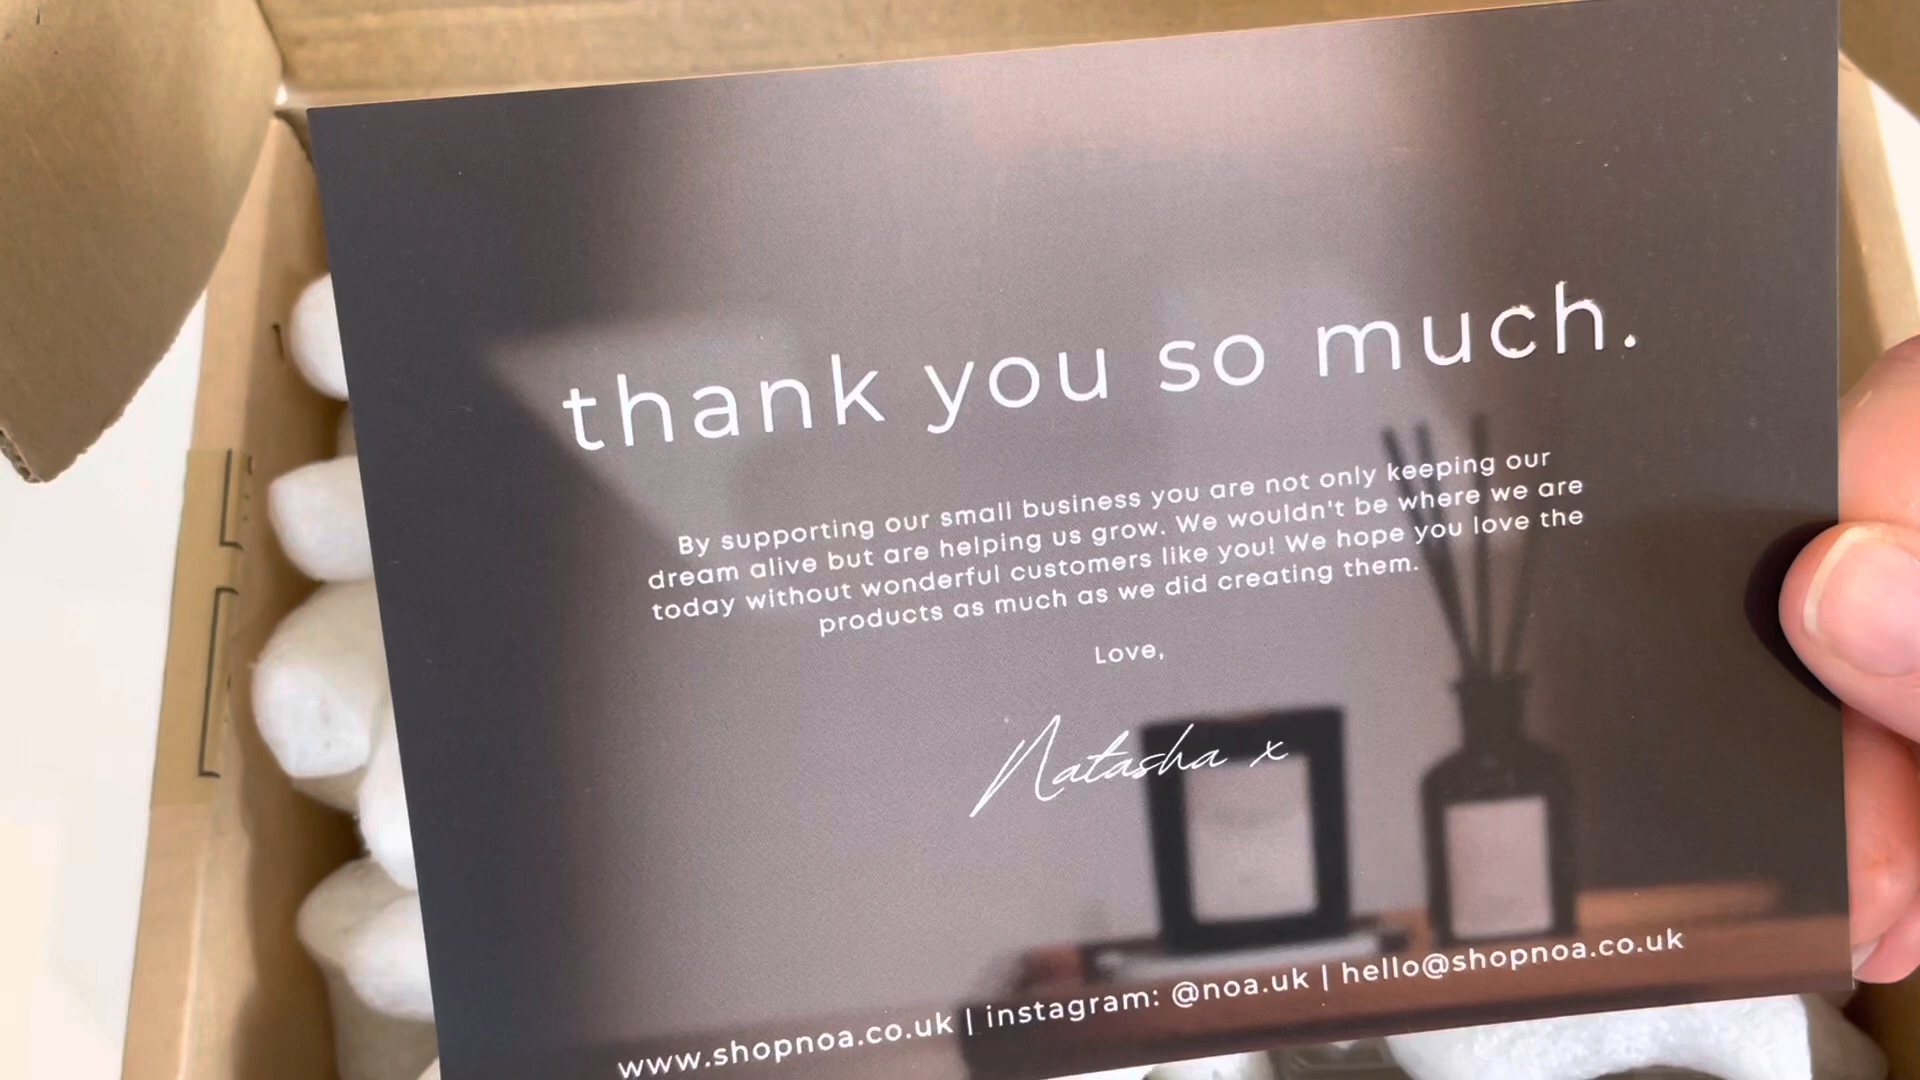 thank you so much.
By supporting our small business you are not only keeping our
dream alive but are helping us grow. We wouldn't be where we are
today without wonderful customers like you! We hope you love the
products as much as we did creating them.
Love,
Natasha x
www.shopnoa.co.uk | instagram: @noa.uk | hello@shopnoa.co.uk